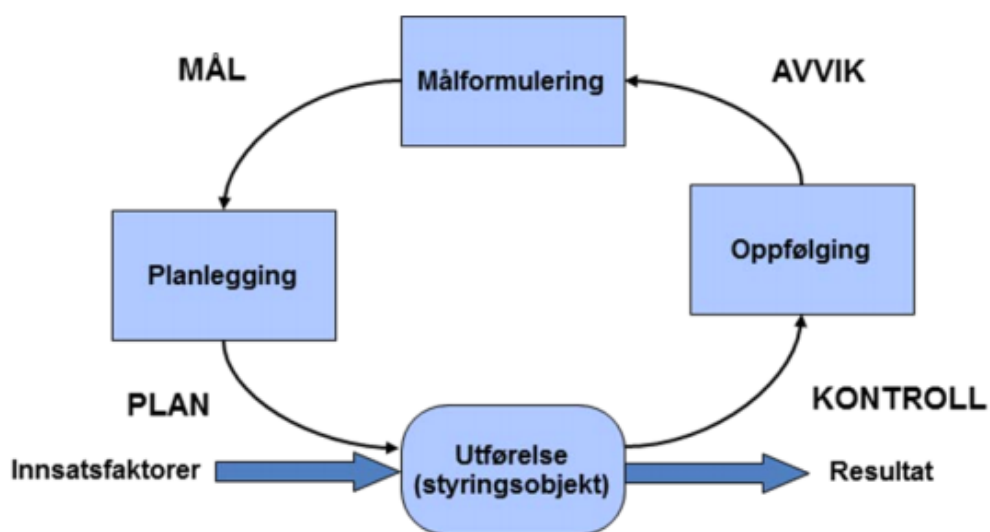 MÅL
Målformulering
AVVIK
Planlegging
Oppfølging
PLAN
KONTROLL
Innsatsfaktorer
Utførelse
(styringsobjekt)
Resultat